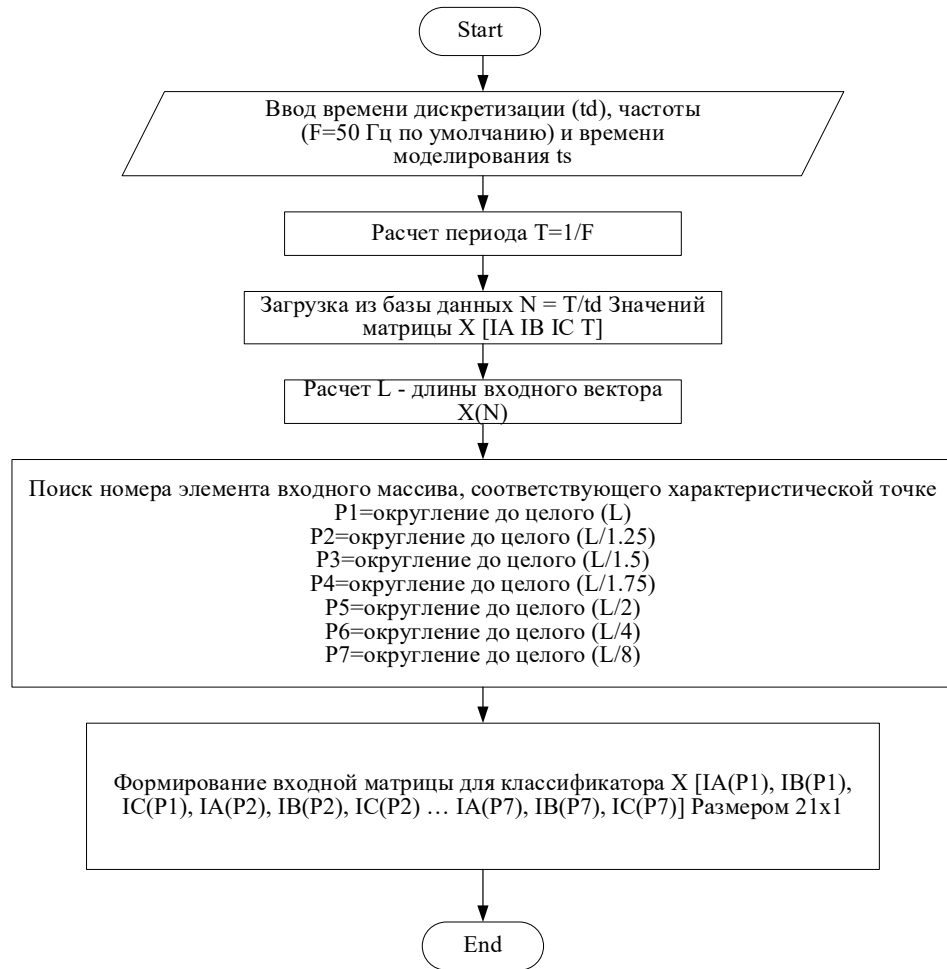 Start
Ввод времени дискретизации (td), частоты
(F=50 Гц по умолчанию) и времени
моделирования ts
Расчет периода T=1/F
Загрузка из базы данных N = T/td Значений
матрицы X [IA IB IC T]
Расчет L - длины входного вектора
X(N)
Поиск номера элемента входного массива, соответствующего характеристической точке
P1=округление до целого (L)
P2=округление до целого (L/1.25)
P3=округление до целого (L/1.5)
P4=округление до целого (L/1.75)
P5=округление до целого (L/2)
P6=округление до целого (L/4)
P7=округление до целого (L/8)
Формирование входной матрицы для классификатора X [IA(P1), IB(P1),
IC(P1), IA(P2), IB(P2), IC(P2) … IA(P7), IB(P7), IC(P7)] Размером 21x1
End